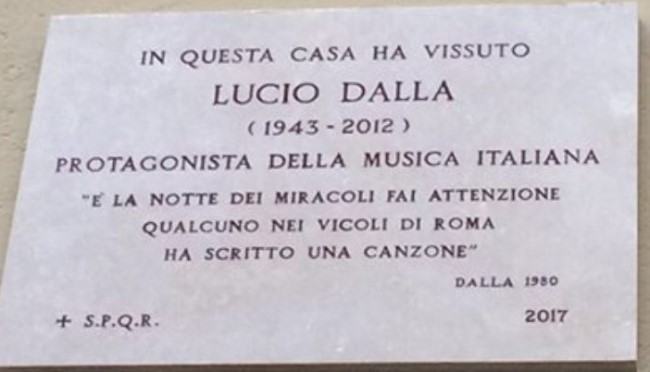 IN QUESTA CASA HA VISSUTO
LUCIO DALLA
(1943 - 2012)
PROTAGONISTA DELLA MUSICA ITALIANA
"E' LA NOTTE DEI MIRACOLI FAI ATTENZIONE
QUALCUNO NEI VICOLI DI ROMA
HA SCRITTO UNA CANZONE"
DALLA 1980
+ S.P.Q.R. 2017